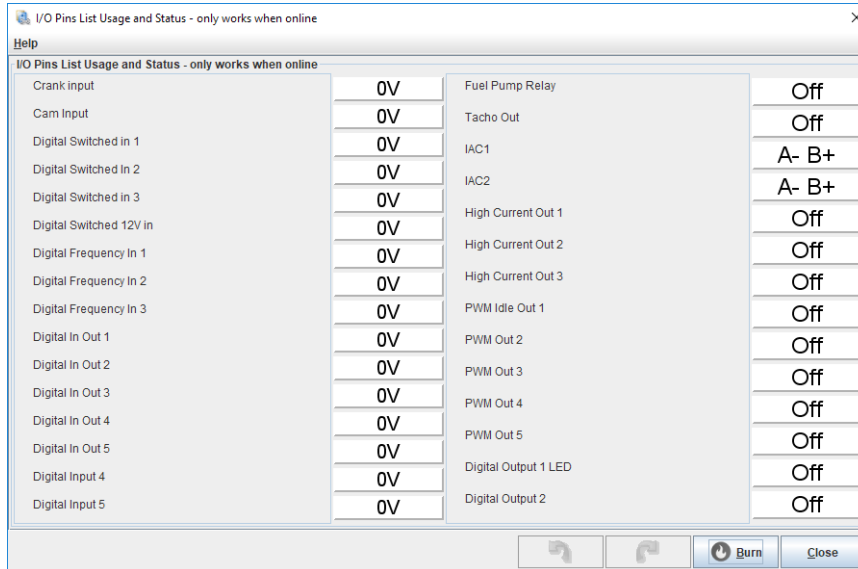 I/O Pins List Usage and Status - only works when online
Help
I/O Pins List Usage and Status - only works when online
Crank input 0V
Cam Input 0V
Digital Switched in 1 0V
Digital Switched In 2 0V
Digital Switched in 3 0V
Digital Switched 12V in 0V
Digital Frequency In 1 0V
Digital Frequency In 2 0V
Digital Frequency In 3 0V
Digital In Out 1 0V
Digital In Out 2 0V
Digital In Out 3 0V
Digital In Out 4 0V
Digital In Out 5 0V
Digital Input 4 0V
Digital Input 5 0V
Fuel Pump Relay Off
Tacho Out Off
IAC1 A- B+
IAC2 A- B+
High Current Out 1 Off
High Current Out 2 Off
High Current Out 3 Off
PWM Idle Out 1 Off
PWM Out 2 Off
PWM Out 3 Off
PWM Out 4 Off
PWM Out 5 Off
Digital Output 1 LED Off
Digital Output 2 Off
Burn
Close